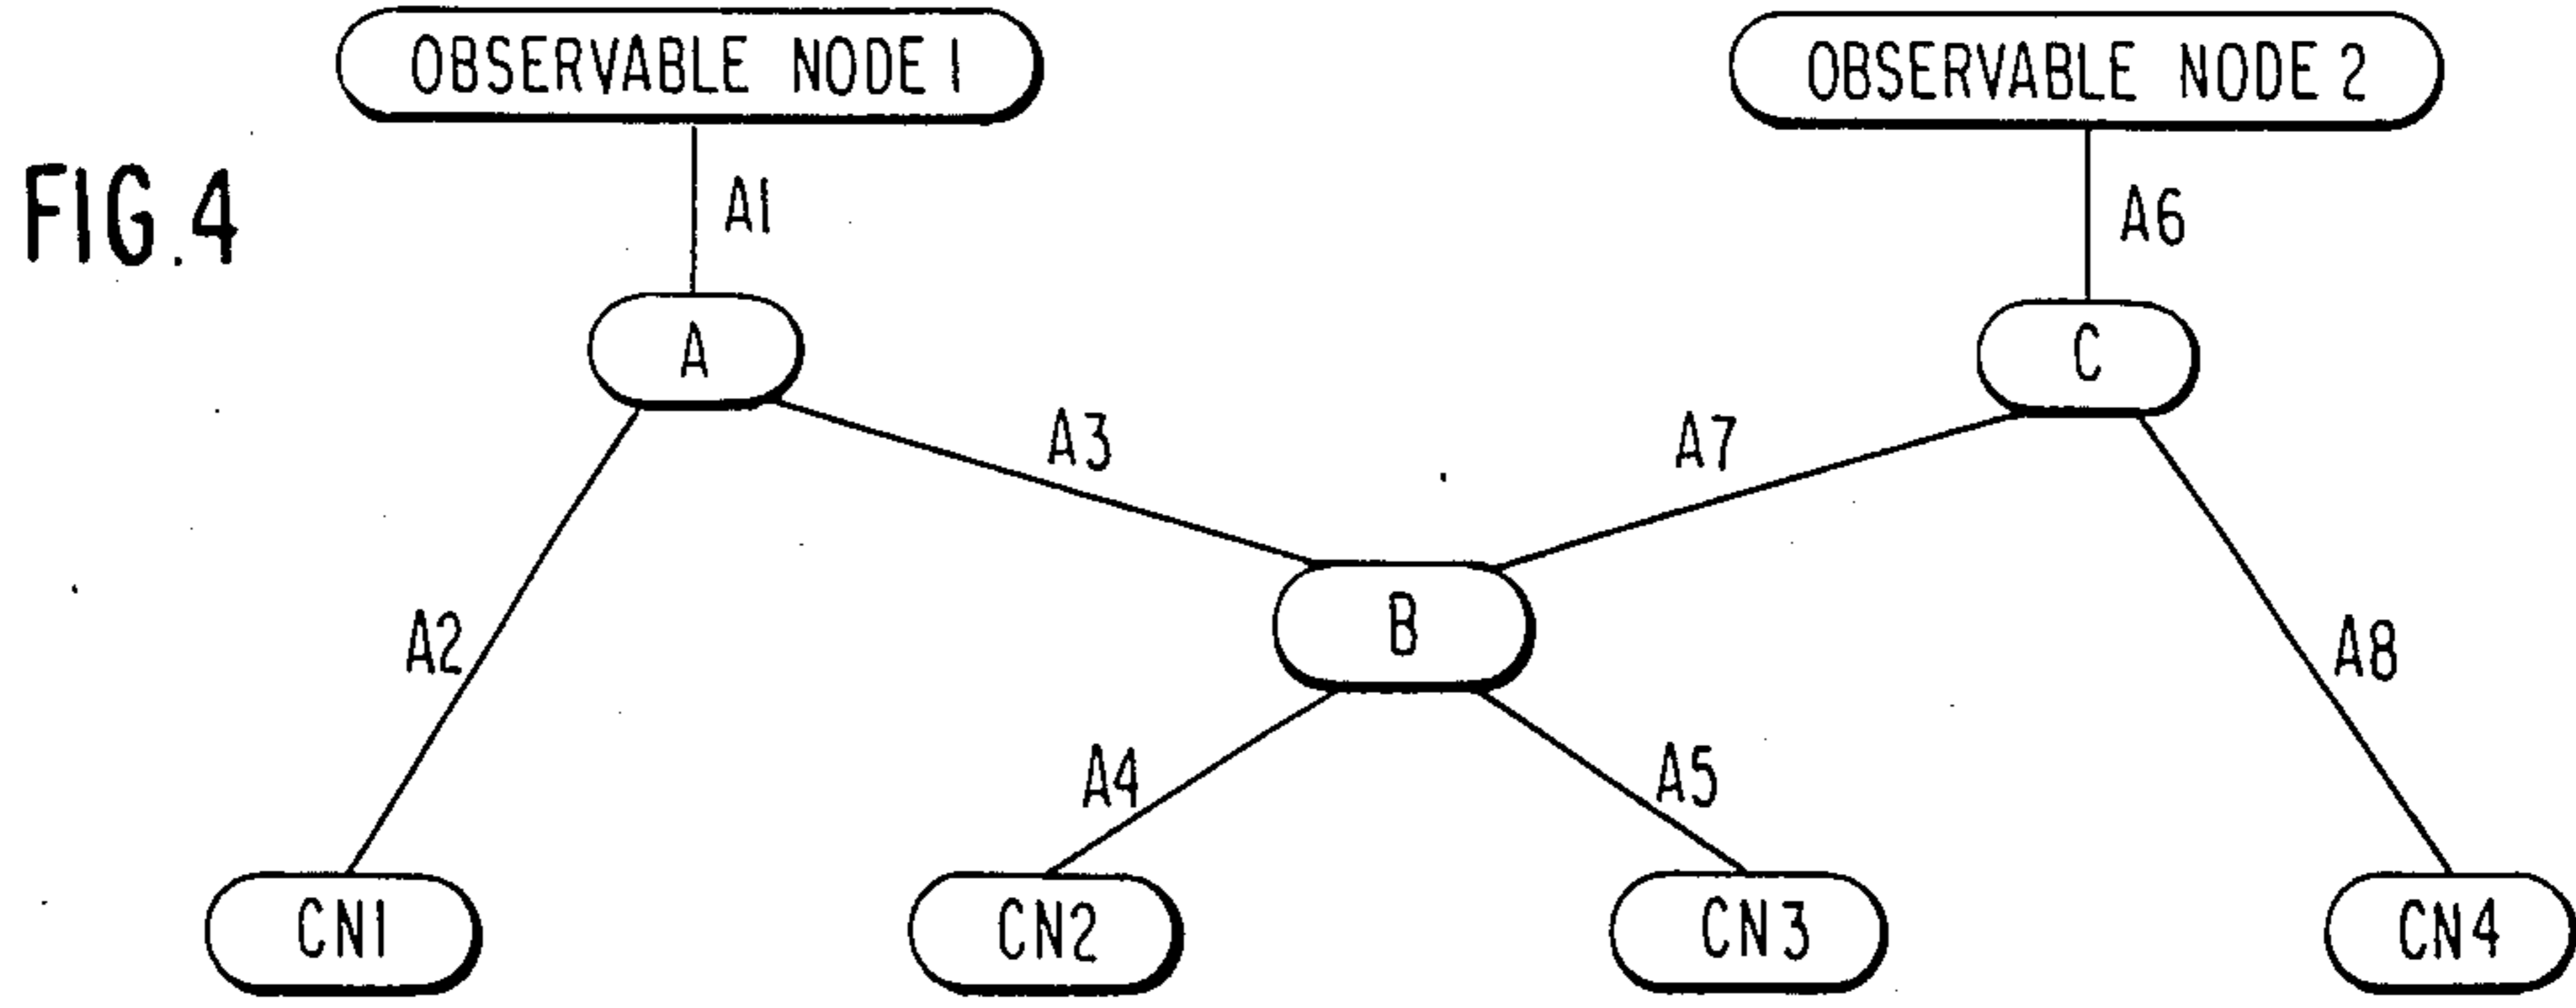 OBSERVABLE NODE 1
OBSERVABLE NODE 2
FIG.4
A1
A6
A
C
A3
A7
B
A2
A8
A4
A5
CN1
CN2
CN3
CN4